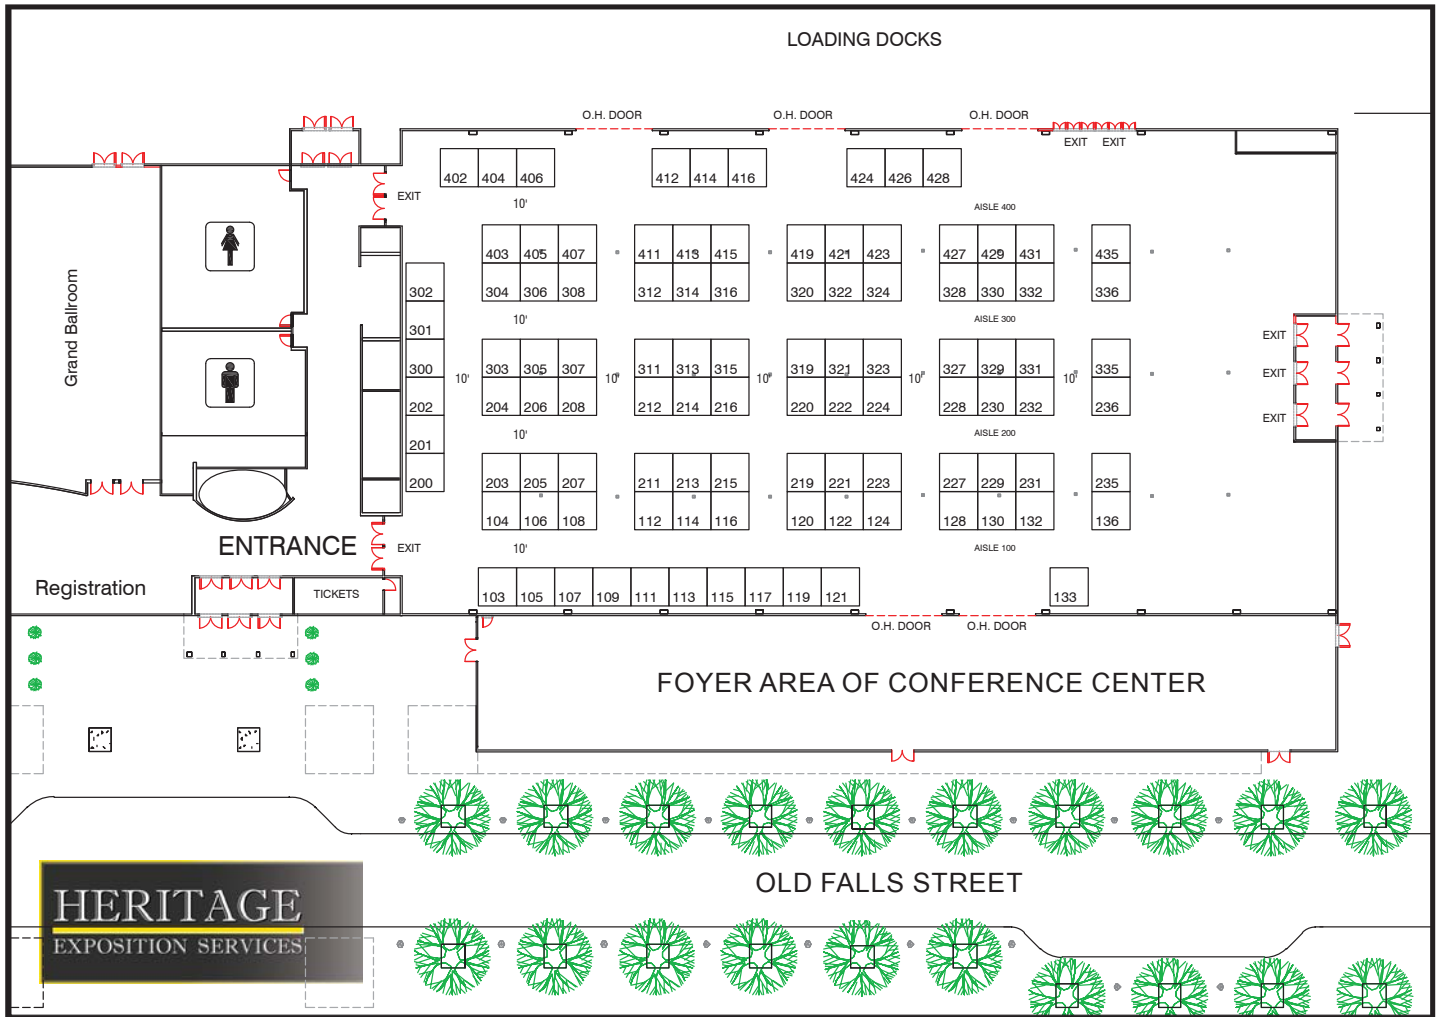 LOADING DOCKS
O.H. DOOR O.H. DOOR O.H. DOOR
EXIT EXIT
402 404 406 412 414 416 424 426 428
EXIT
10' AISLE 400
403 405 407 411 413 415 419 421 423 427 429 431 435
304 306 308 312 314 316 320 322 324 328 330 332 336
302
301
300
202
201
200
Grand Ballroom
10' AISLE 300
EXIT
EXIT
EXIT
303 305 307 311 313 315 319 321 323 327 329 331 335
10' 10' 10' 10' 10'
204 206 208 212 214 216 220 222 224 228 230 232 236
10' AISLE 200
203 205 207 211 213 215 219 221 223 227 229 231 235
104 106 108 112 114 116 120 122 124 128 130 132 136
ENTRANCE
EXIT
10' AISLE 100
Registration
TICKETS
103 105 107 109 111 113 115 117 119 121 133
O.H. DOOR O.H. DOOR
FOYER AREA OF CONFERENCE CENTER
OLD FALLS STREET
HERITAGE
EXPOSITION SERVICES